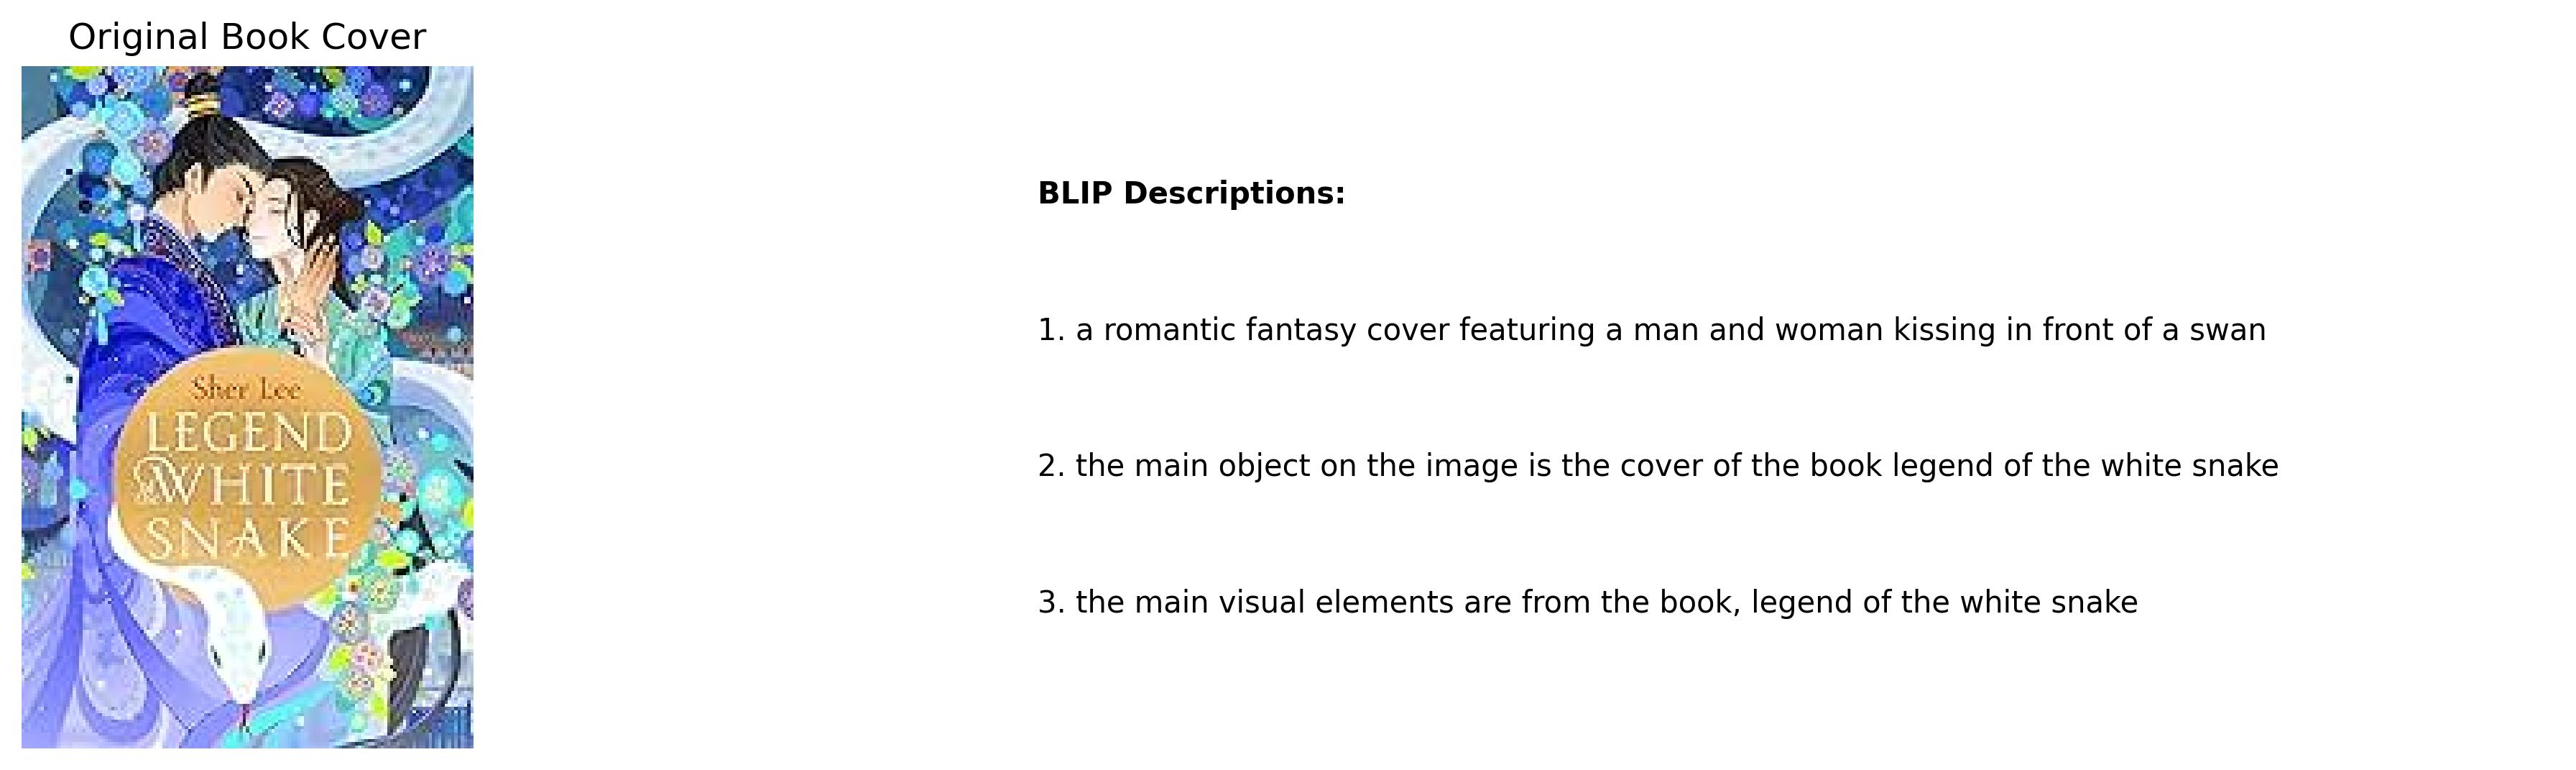 Original Book Cover
Sher Lee
LEGEND
of WHITE
SNAKE
BLIP Descriptions:
1. a romantic fantasy cover featuring a man and woman kissing in front of a swan
2. the main object on the image is the cover of the book legend of the white snake
3. the main visual elements are from the book, legend of the white snake